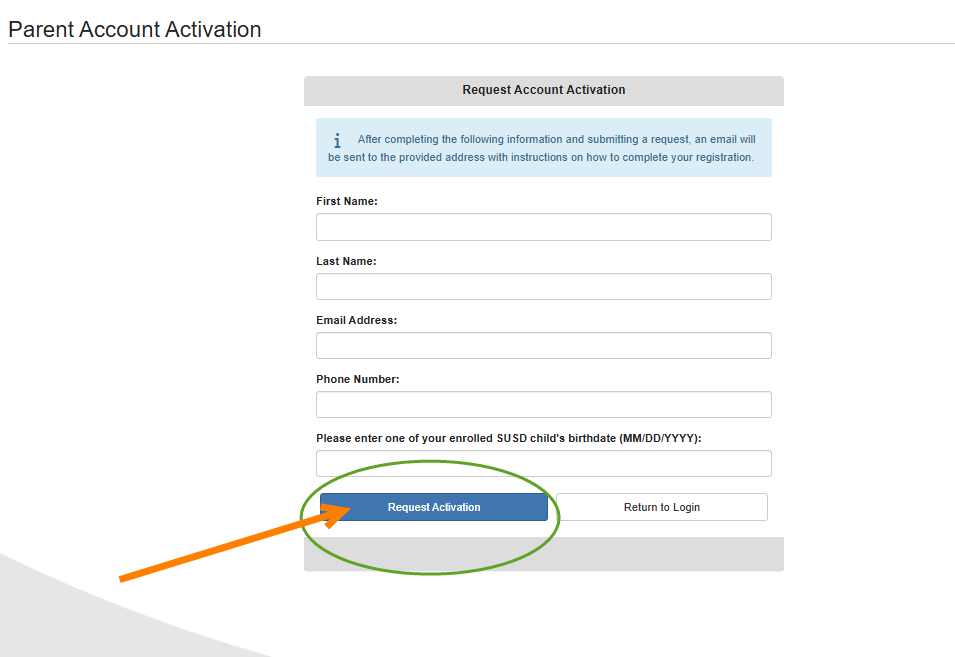 Parent Account Activation
Request Account Activation
i After completing the following information and submitting a request, an email will
be sent to the provided address with instructions on how to complete your registration.
First Name:
Last Name:
Email Address:
Phone Number:
Please enter one of your enrolled SUSD child's birthdate (MM/DD/YYYY):
Request Activation
Return to Login